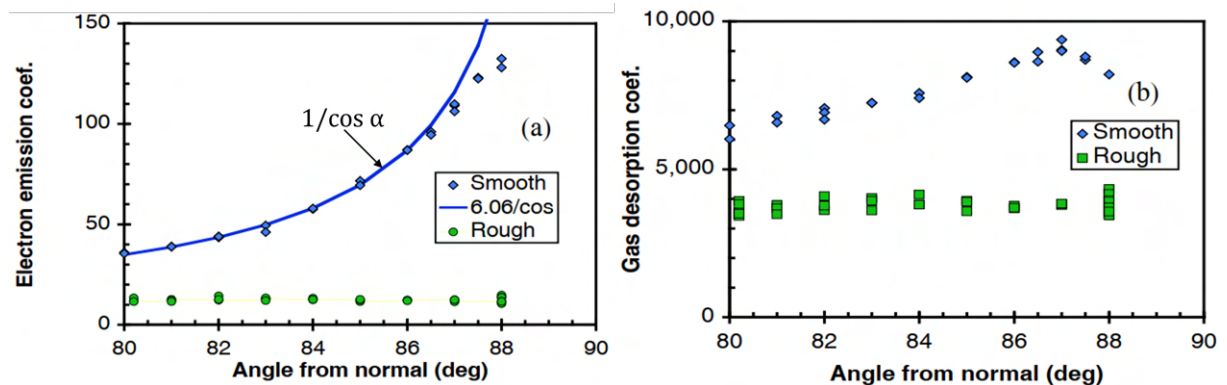 150
100
50
0
80
82
84
86
88
90
Electron emission coef.
Angle from normal (deg)
1/cos α
(a)
Smooth
6.06/cos
Rough
10,000
5,000
0
80
82
84
86
88
90
Gas desorption coef.
Angle from normal (deg)
(b)
Smooth
Rough